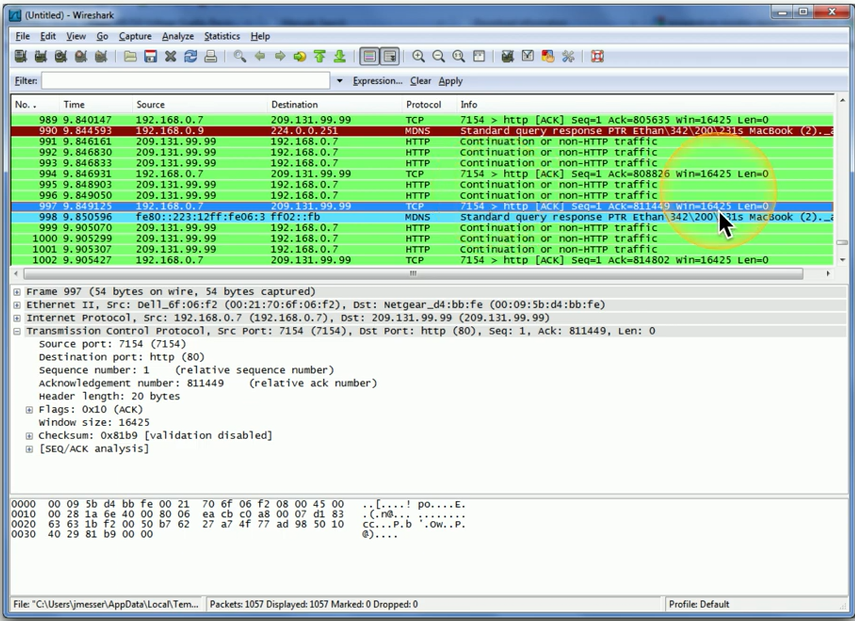 (Untitled) - Wireshark
File Edit View Go Capture Analyze Statistics Help
Filter: Expression... Clear Apply
No. . Time Source Destination Protocol Info
989 9.840147 192.168.0.7 209.131.99.99 TCP 7154 > http [ACK] Seq=1 Ack=805635 Win=16425 Len=0
990 9.844593 192.168.0.9 224.0.0.251 MDNS Standard query response PTR Ethan\342\200\231s MacBook (2)._a
991 9.846161 209.131.99.99 192.168.0.7 HTTP Continuation or non-HTTP traffic
992 9.846830 209.131.99.99 192.168.0.7 HTTP Continuation or non-HTTP traffic
993 9.846833 209.131.99.99 192.168.0.7 HTTP Continuation or non-HTTP traffic
994 9.846931 192.168.0.7 209.131.99.99 TCP 7154 > http [ACK] Seq=1 Ack=808826 Win=16425 Len=0
995 9.848903 209.131.99.99 192.168.0.7 HTTP Continuation or non-HTTP traffic
996 9.849050 209.131.99.99 192.168.0.7 HTTP Continuation or non-HTTP traffic
997 9.849125 192.168.0.7 209.131.99.99 TCP 7154 > http [ACK] Seq=1 Ack=811449 Win=16425 Len=0
998 9.850596 fe80::223:12ff:fe06:3 ff02::fb MDNS Standard query response PTR Ethan\342\200\231s MacBook (2)._a
999 9.905070 209.131.99.99 192.168.0.7 HTTP Continuation or non-HTTP traffic
1000 9.905299 209.131.99.99 192.168.0.7 HTTP Continuation or non-HTTP traffic
1001 9.905307 209.131.99.99 192.168.0.7 HTTP Continuation or non-HTTP traffic
1002 9.905427 192.168.0.7 209.131.99.99 TCP 7154 > http [ACK] Seq=1 Ack=814802 Win=16425 Len=0
Frame 997 (54 bytes on wire, 54 bytes captured)
Ethernet II, Src: Dell_6f:06:f2 (00:21:70:6f:06:f2), Dst: Netgear_d4:bb:fe (00:09:5b:d4:bb:fe)
Internet Protocol, Src: 192.168.0.7 (192.168.0.7), Dst: 209.131.99.99 (209.131.99.99)
Transmission Control Protocol, Src Port: 7154 (7154), Dst Port: http (80), Seq: 1, Ack: 811449, Len: 0
Source port: 7154 (7154)
Destination port: http (80)
Sequence number: 1 (relative sequence number)
Acknowledgement number: 811449 (relative ack number)
Header length: 20 bytes
Flags: 0x10 (ACK)
Window size: 16425
Checksum: 0x81b9 [validation disabled]
[SEQ/ACK analysis]
0000 00 09 5b d4 bb fe 00 21 70 6f 06 f2 08 00 45 00 ..[....! po....E.
0010 00 28 1a 6e 40 00 80 06 ea cb c0 a8 00 07 d1 83 .(.n@... ........
0020 63 63 1b f2 00 50 b7 62 27 a7 4f 77 ad 98 50 10 cc...P.b '.Ow..P.
0030 40 29 81 b9 00 00 @)....
File: "C:\Users\jmesser\AppData\Local\Tem... Packets: 1057 Displayed: 1057 Marked: 0 Dropped: 0 Profile: Default